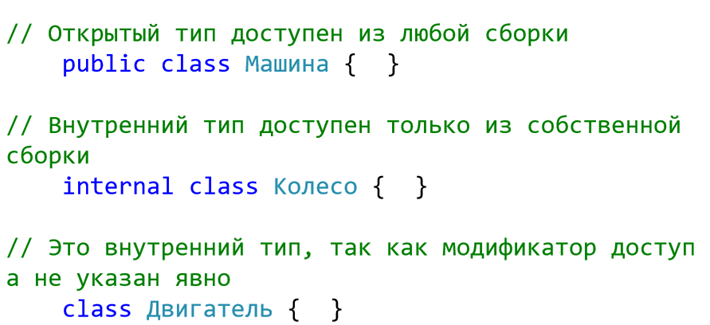 // Открытый тип доступен из любой сборки
public class Машина {  }
// Внутренний тип доступен только из собственной
сборки
internal class Колесо {  }
// Это внутренний тип, так как модификатор доступ
а не указан явно
class Двигатель {  }